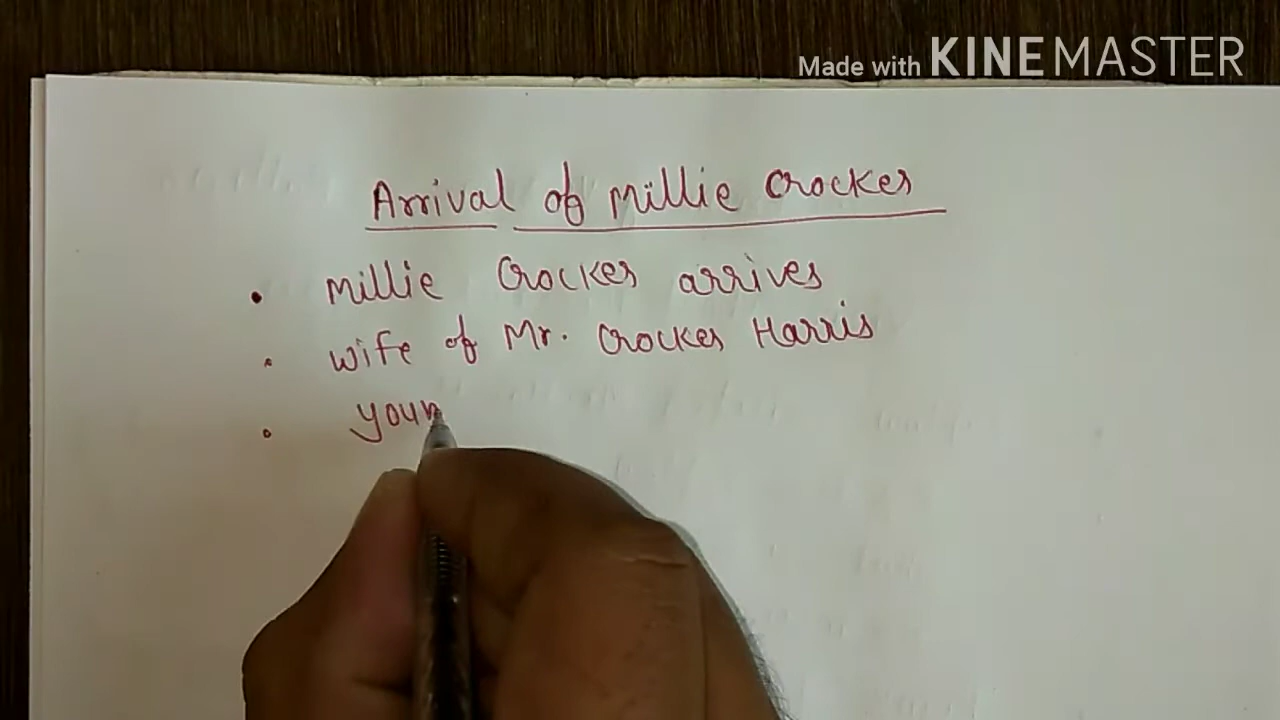 Made with KINEMASTER
Arrival of Millie Crocker
• Millie Crocker arrives
• wife of Mr. Crocker Harris
• youn